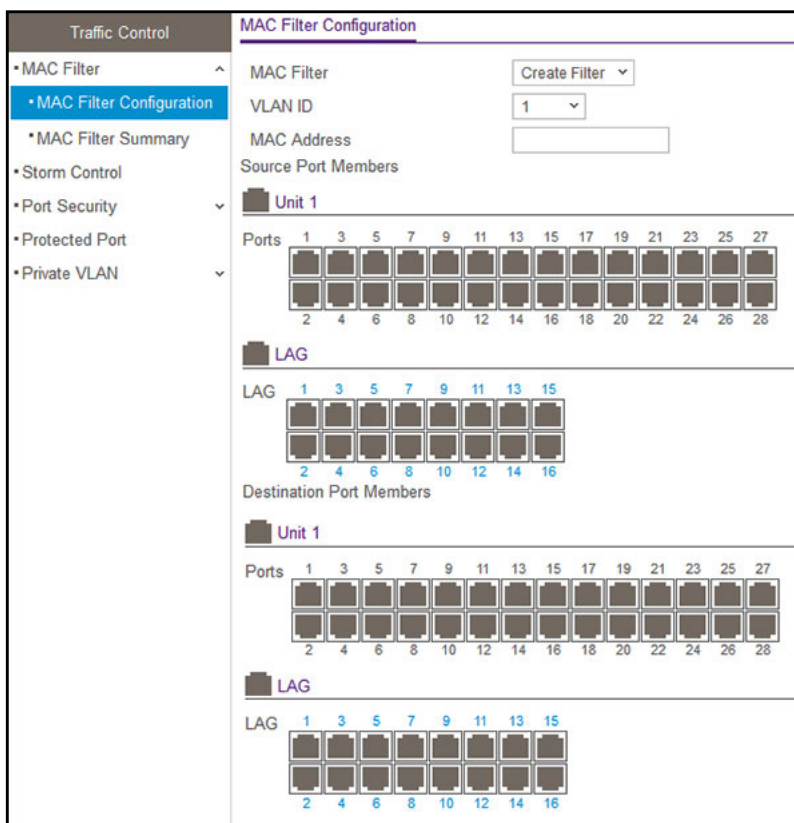 Traffic Control
• MAC Filter
• MAC Filter Configuration
• MAC Filter Summary
• Storm Control
• Port Security
• Protected Port
• Private VLAN
MAC Filter Configuration
MAC Filter Create Filter
VLAN ID 1
MAC Address
Source Port Members
Unit 1
Ports 1 3 5 7 9 11 13 15 17 19 21 23 25 27
2 4 6 8 10 12 14 16 18 20 22 24 26 28
LAG
LAG 1 3 5 7 9 11 13 15
2 4 6 8 10 12 14 16
Destination Port Members
Unit 1
Ports 1 3 5 7 9 11 13 15 17 19 21 23 25 27
2 4 6 8 10 12 14 16 18 20 22 24 26 28
LAG
LAG 1 3 5 7 9 11 13 15
2 4 6 8 10 12 14 16